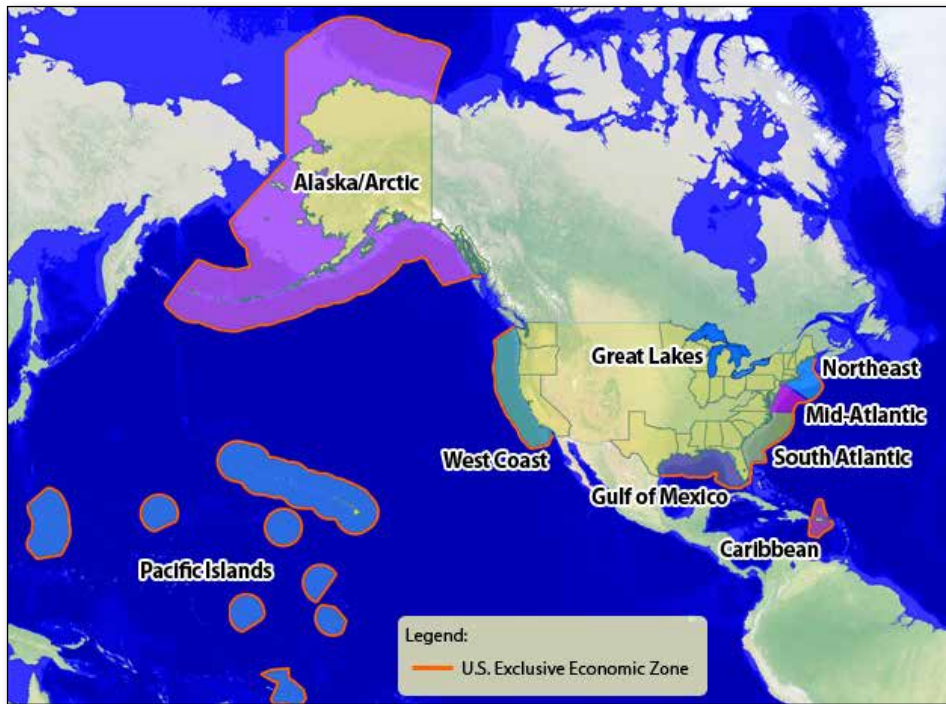 Alaska/Arctic
Great Lakes
Northeast
Mid-Atlantic
West Coast
South Atlantic
Gulf of Mexico
Caribbean
Pacific Islands
Legend:
U.S. Exclusive Economic Zone